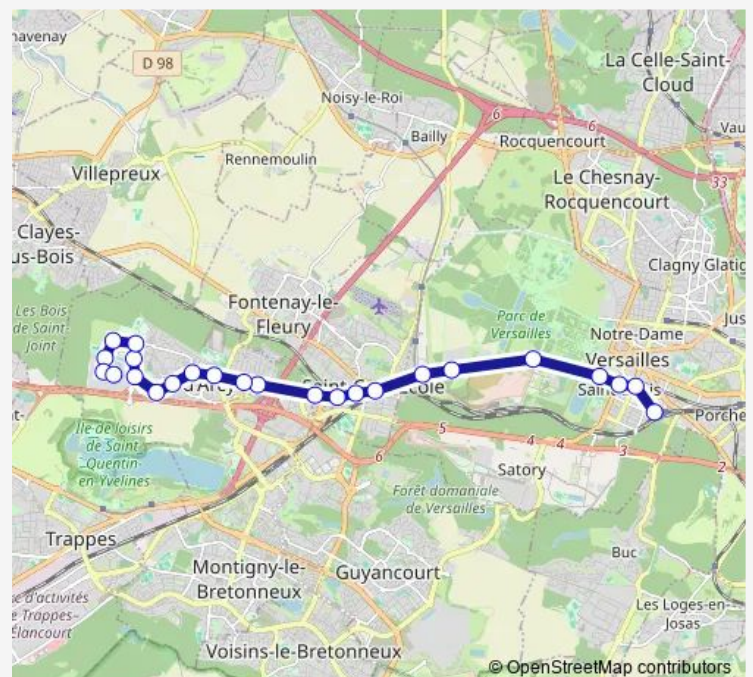 avenay
D 98
La Celle-Saint-
Cloud
Noisy-le-Roi
Bailly
6
6
Rocquencourt
Vau
Rennemoulin
Villepreux
33
Le Chesnay-
Rocquencourt
Clayes-
us-Bois
Clagny Glatig
Fontenay-le-
Fleury
Les Bois
de Saint-
Joint
Parc de
Versailles
Notre-Dame
Jus
Versailles
d'Arcy
École
Porche
Île de loisirs
de Saint-
Quentin-
en Yvelines
5
4
4
3
2
6
Satory
Forêt domaniale
de Versailles
Trappes
Buc
Montigny-le-
Bretonneux
Guyancourt
e d'activités
e Trappes-
Élancourt
Les Loges-en-
Josas
Voisins-le-Bretonneux
© OpenStreetMap contributors